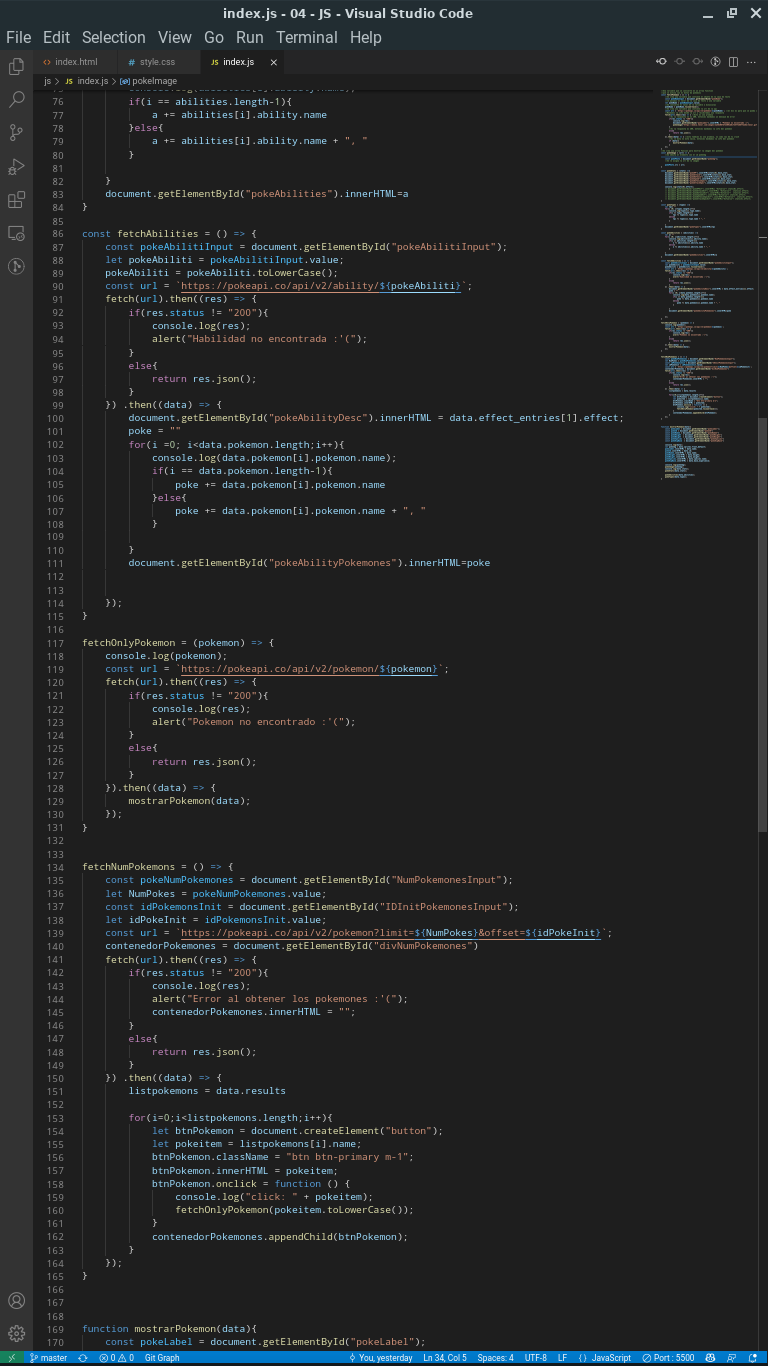 index.js - 04 - JS - Visual Studio Code
File Edit Selection View Go Run Terminal Help
index.html style.css JS index.js
js > JS index.js > pokeImage
76 if(i == abilities.length-1){
77 a += abilities[i].ability.name
78 }else{
79 a += abilities[i].ability.name + ", "
80 }
81
82 }
83 document.getElementById("pokeAbilities").innerHTML=a
84 }
85
86 const fetchAbilities = () => {
87 const pokeAbilitInput = document.getElementById("pokeAbilitiInput");
88 let pokeAbiliti = pokeAbilitInput.value;
89 pokeAbiliti = pokeAbiliti.toLowerCase();
90 const url = `https://pokeapi.co/api/v2/ability/${pokeAbiliti}`;
91 fetch(url).then((res) => {
92 if(res.status != "200"){
93 console.log(res);
94 alert("Habilidad no encontrada :'(");
95 }
96 else{
97 return res.json();
98 }
99 }) .then((data) => {
100 document.getElementById("pokeAbilityDesc").innerHTML = data.effect_entries[1].effect;
101 poke = ""
102 for(i =0; i<data.pokemon.length;i++){
103 console.log(data.pokemon[i].pokemon.name);
104 if(i == data.pokemon.length-1){
105 poke += data.pokemon[i].pokemon.name
106 }else{
107 poke += data.pokemon[i].pokemon.name + ", "
108 }
109
110 }
111 document.getElementById("pokeAbilityPokemones").innerHTML=poke
112
113
114 });
115 }
116
117 fetchOnlyPokemon = (pokemon) => {
118 console.log(pokemon);
119 const url = `https://pokeapi.co/api/v2/pokemon/${pokemon}`;
120 fetch(url).then((res) => {
121 if(res.status != "200"){
122 console.log(res);
123 alert("Pokemon no encontrado :'(");
124 }
125 else{
126 return res.json();
127 }
128 }).then((data) => {
129 mostrarPokemon(data);
130 });
131 }
132
133
134 fetchNumPokemons = () => {
135 const pokeNumPokemones = document.getElementById("NumPokemonesInput");
136 let NumPokes = pokeNumPokemones.value;
137 const idPokemonsInit = document.getElementById("IDInitPokemonesInput");
138 let idPokeInit = idPokemonsInit.value;
139 const url = `https://pokeapi.co/api/v2/pokemon?limit=${NumPokes}&offset=${idPokeInit}`;
140 contenedorPokemones = document.getElementById("divNumPokemones")
141 fetch(url).then((res) => {
142 if(res.status != "200"){
143 console.log(res);
144 alert("Error al obtener los pokemones :'(");
145 contenedorPokemones.innerHTML = "";
146 }
147 else{
148 return res.json();
149 }
150 }) .then((data) => {
151 listpokemons = data.results
152
153 for(i=0;i<listpokemons.length;i++){
154 let btnPokemon = document.createElement("button");
155 let pokeitem = listpokemons[i].name;
156 btnPokemon.className = "btn btn-primary m-1";
157 btnPokemon.innerHTML = pokeitem;
158 btnPokemon.onclick = function () {
159 console.log("click: " + pokeitem);
160 fetchOnlyPokemon(pokeitem.toLowerCase());
161 }
162 contenedorPokemones.appendChild(btnPokemon);
163 }
164 });
165 }
166
167
168
169 function mostrarPokemon(data){
170 const pokeLabel = document.getElementById("pokeLabel");
master 0 0 Git Graph You, yesterday Ln 34, Col 5 Spaces: 4 UTF-8 LF {} JavaScript Port : 5500